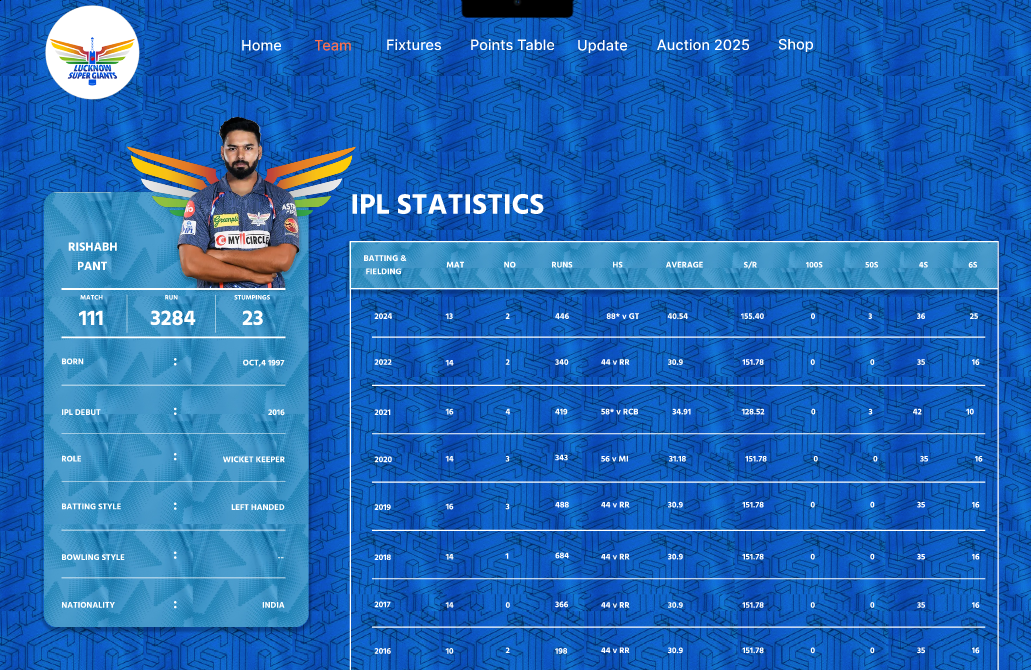 LUCKNOW
SUPER GIANTS
Home Team Fixtures Points Table Update Auction 2025 Shop
Greenpl
MY11CIRCLE
IPL STATISTICS
RISHABH
PANT
MATCH RUN STUMPINGS
111 3284 23
BORN : OCT,4 1997
IPL DEBUT : 2016
ROLE : WICKET KEEPER
BATTING STYLE : LEFT HANDED
BOWLING STYLE : --
NATIONALITY : INDIA
BATTING &
FIELDING MAT NO RUNS HS AVERAGE S/R 100S 50S 4S 6S
2024 13 2 446 88* v GT 40.54 155.40 0 3 36 25
2022 14 2 340 44 v RR 30.9 151.78 0 0 35 16
2021 16 4 419 58* v RCB 34.91 128.52 0 3 42 10
2020 14 3 343 56 v MI 31.18 151.78 0 0 35 16
2019 16 3 488 44 v RR 30.9 151.78 0 0 35 16
2018 14 1 684 44 v RR 30.9 151.78 0 0 35 16
2017 14 0 366 44 v RR 30.9 151.78 0 0 35 16
2016 10 2 198 44 v RR 30.9 151.78 0 0 35 16